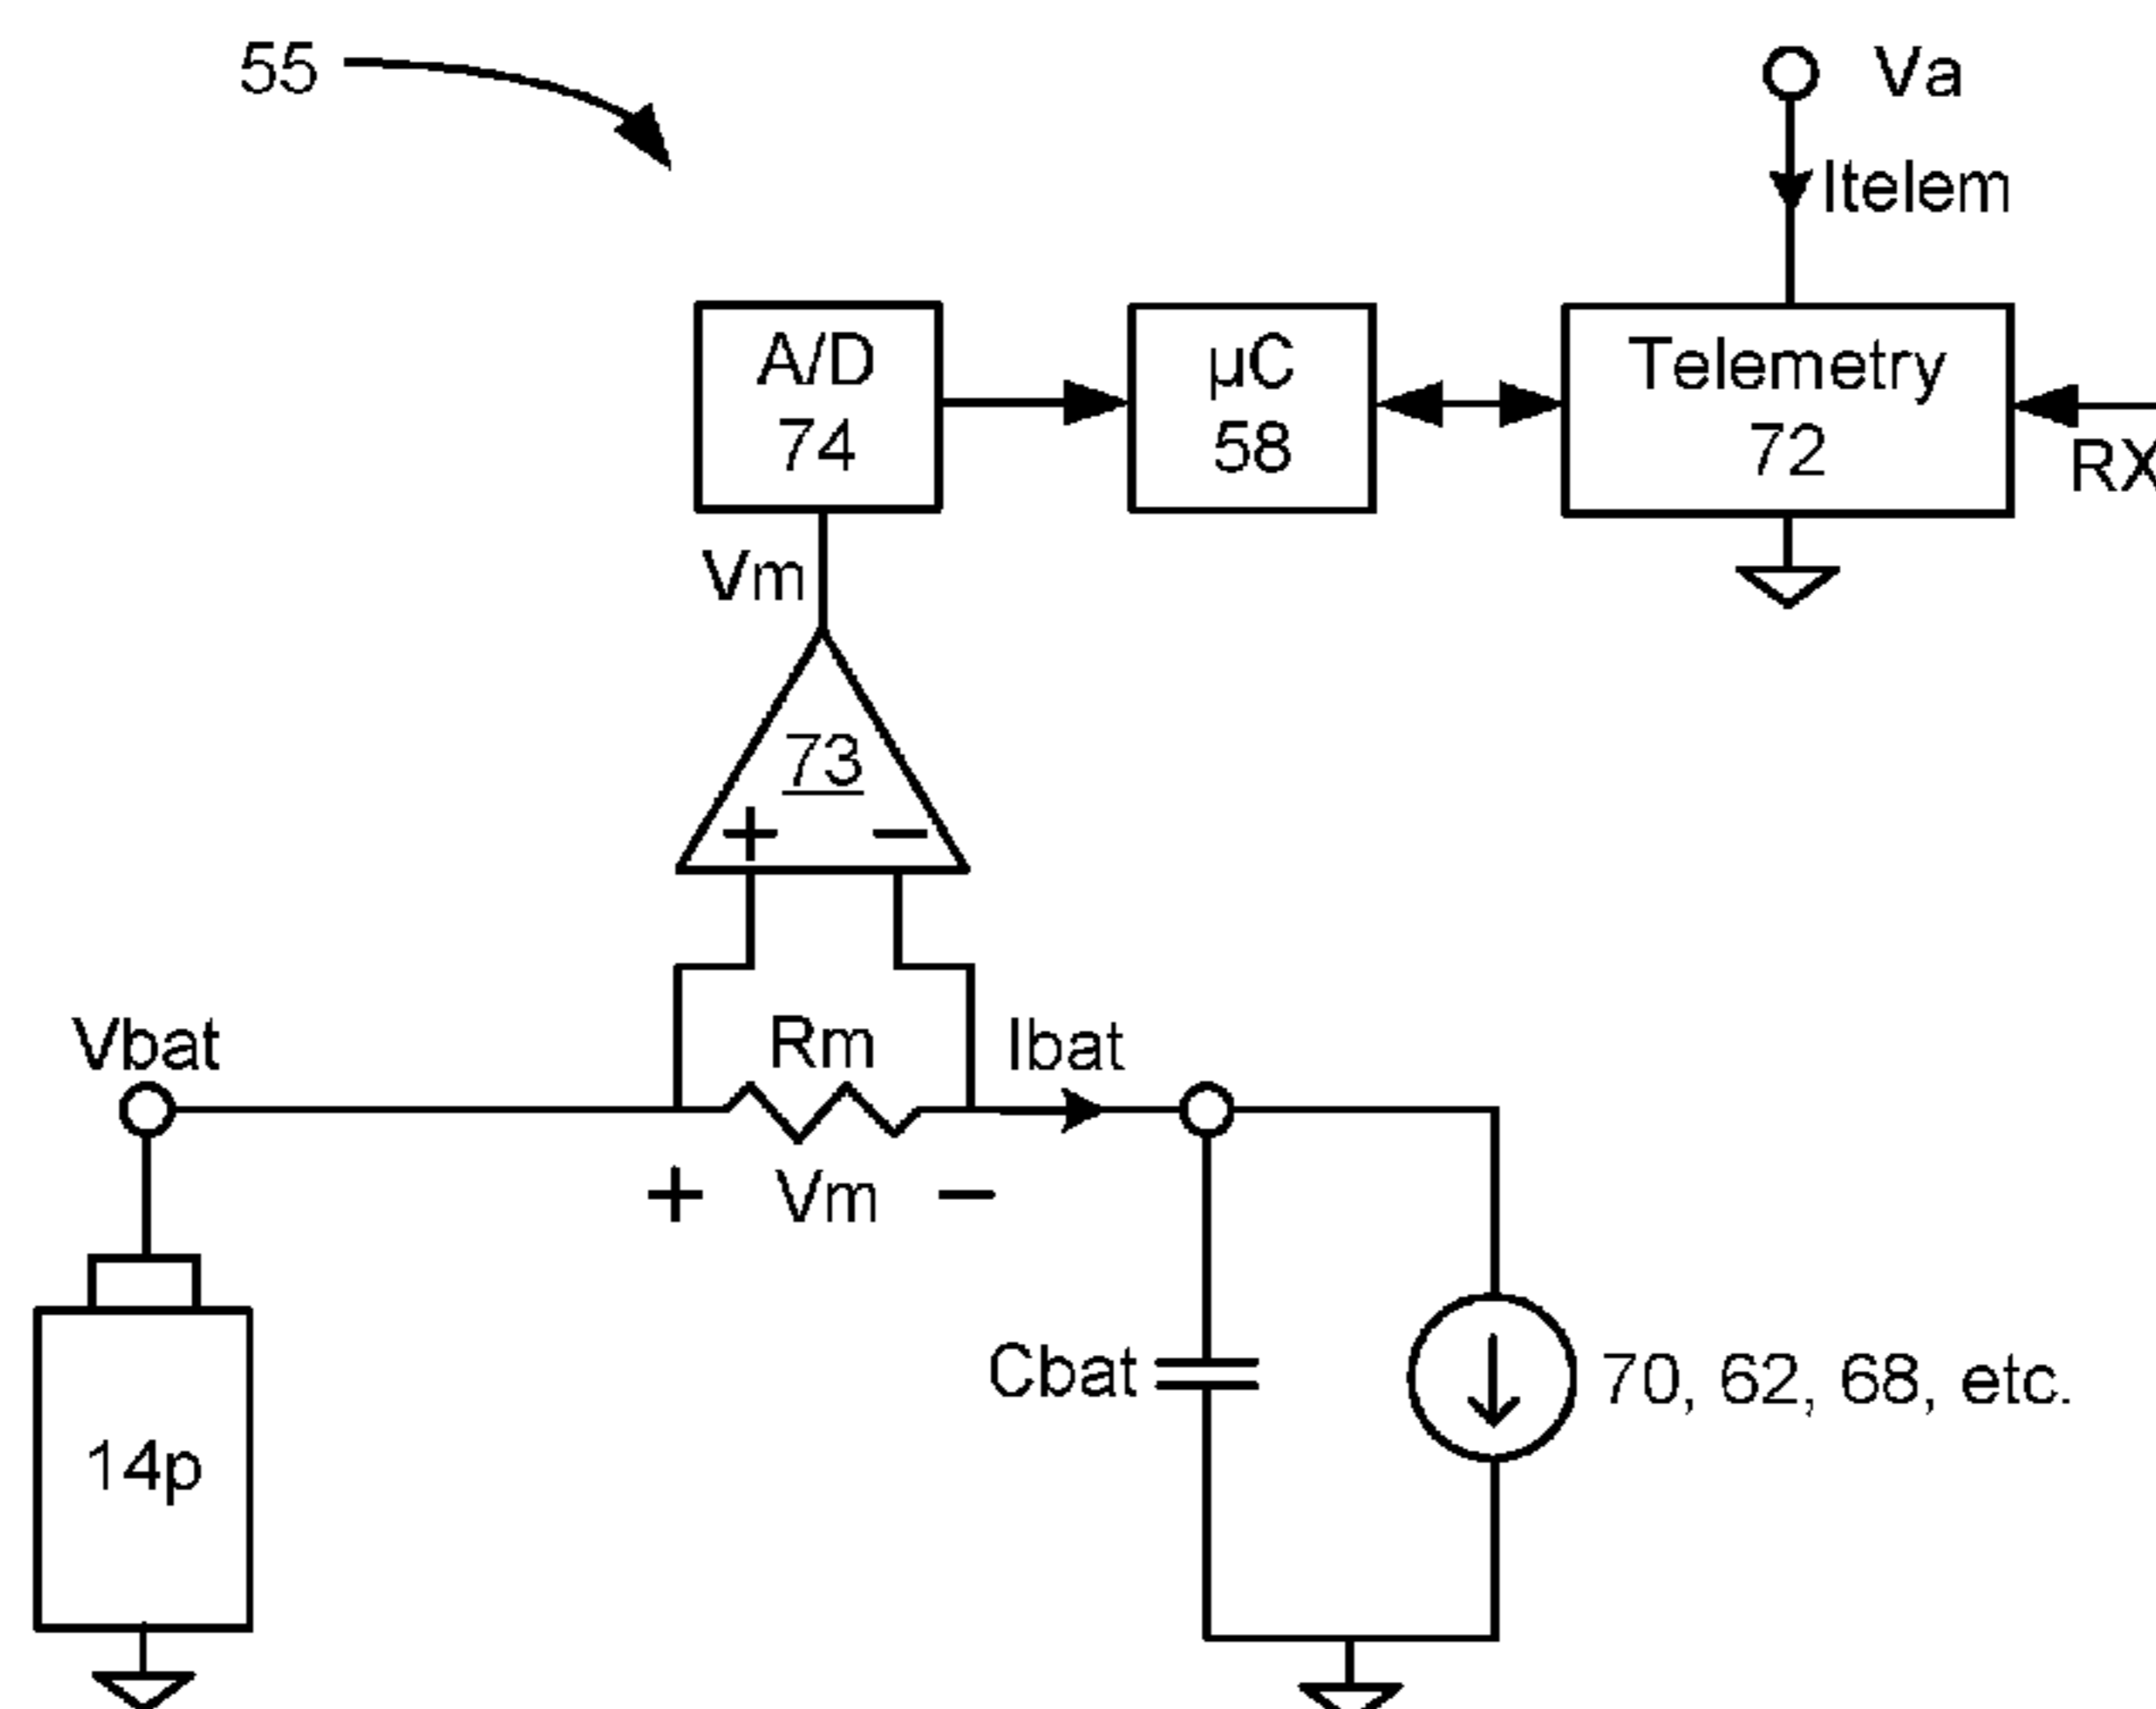 55
Va
Itelem
A/D
74
µC
58
Telemetry
72
RX
Vm
73
+ −
Vbat
Rm
Ibat
+ Vm −
Cbat
70, 62, 68, etc.
14p